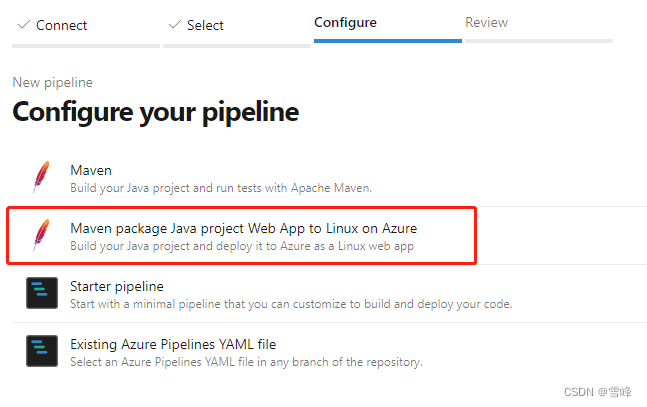 Connect
Select
Configure
Review
New pipeline
Configure your pipeline
Maven
Build your Java project and run tests with Apache Maven.
Maven package Java project Web App to Linux on Azure
Build your Java project and deploy it to Azure as a Linux web app
Starter pipeline
Start with a minimal pipeline that you can customize to build and deploy your code.
Existing Azure Pipelines YAML file
Select an Azure Pipelines YAML file in any branch of the repository.
CSDN @雪峰